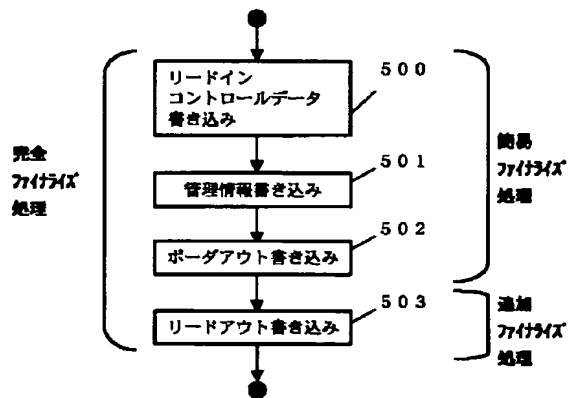 リードイン
コントロールデータ
書き込み
５００
完全
ファイナライズ
処理
簡易
ファイナライズ
処理
管理情報書き込み
５０１
ボーダアウト書き込み
５０２
リードアウト書き込み
５０３
追加
ファイナライズ
処理